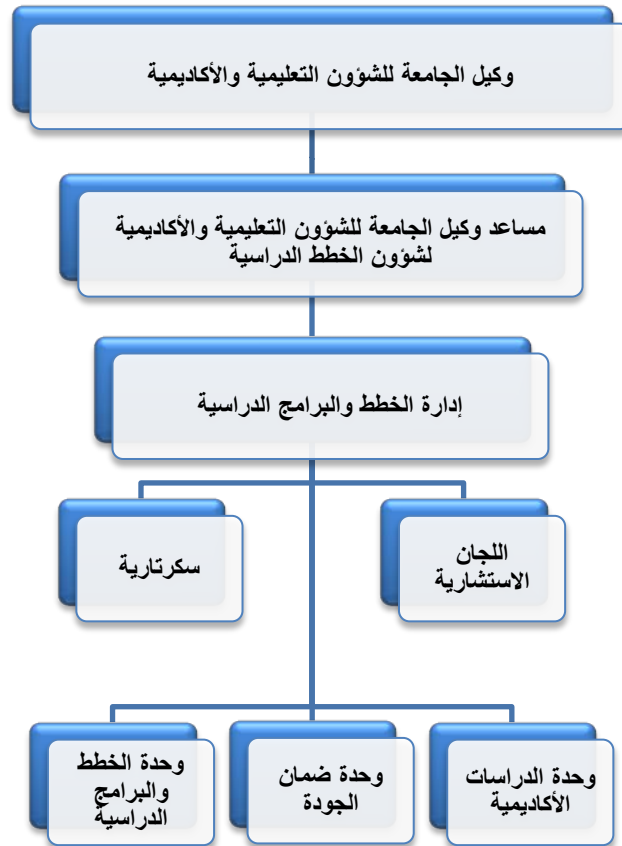 وكيل الجامعة للشؤون التعليمية والأكاديمية
مساعد وكيل الجامعة للشؤون التعليمية والأكاديمية
لشؤون الخطط الدراسية
إدارة الخطط والبرامج الدراسية
اللجان
الاستشارية
سكرتارية
وحدة الدراسات
الأكاديمية
وحدة ضمان
الجودة
وحدة الخطط
والبرامج
الدراسية